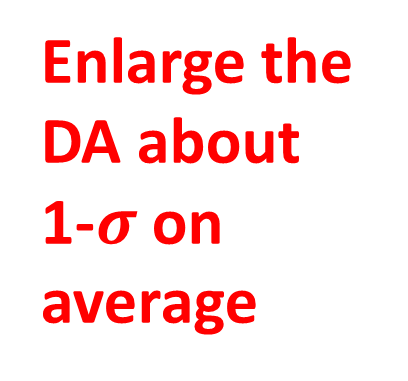 Enlarge the
DA about
1-σ on
average